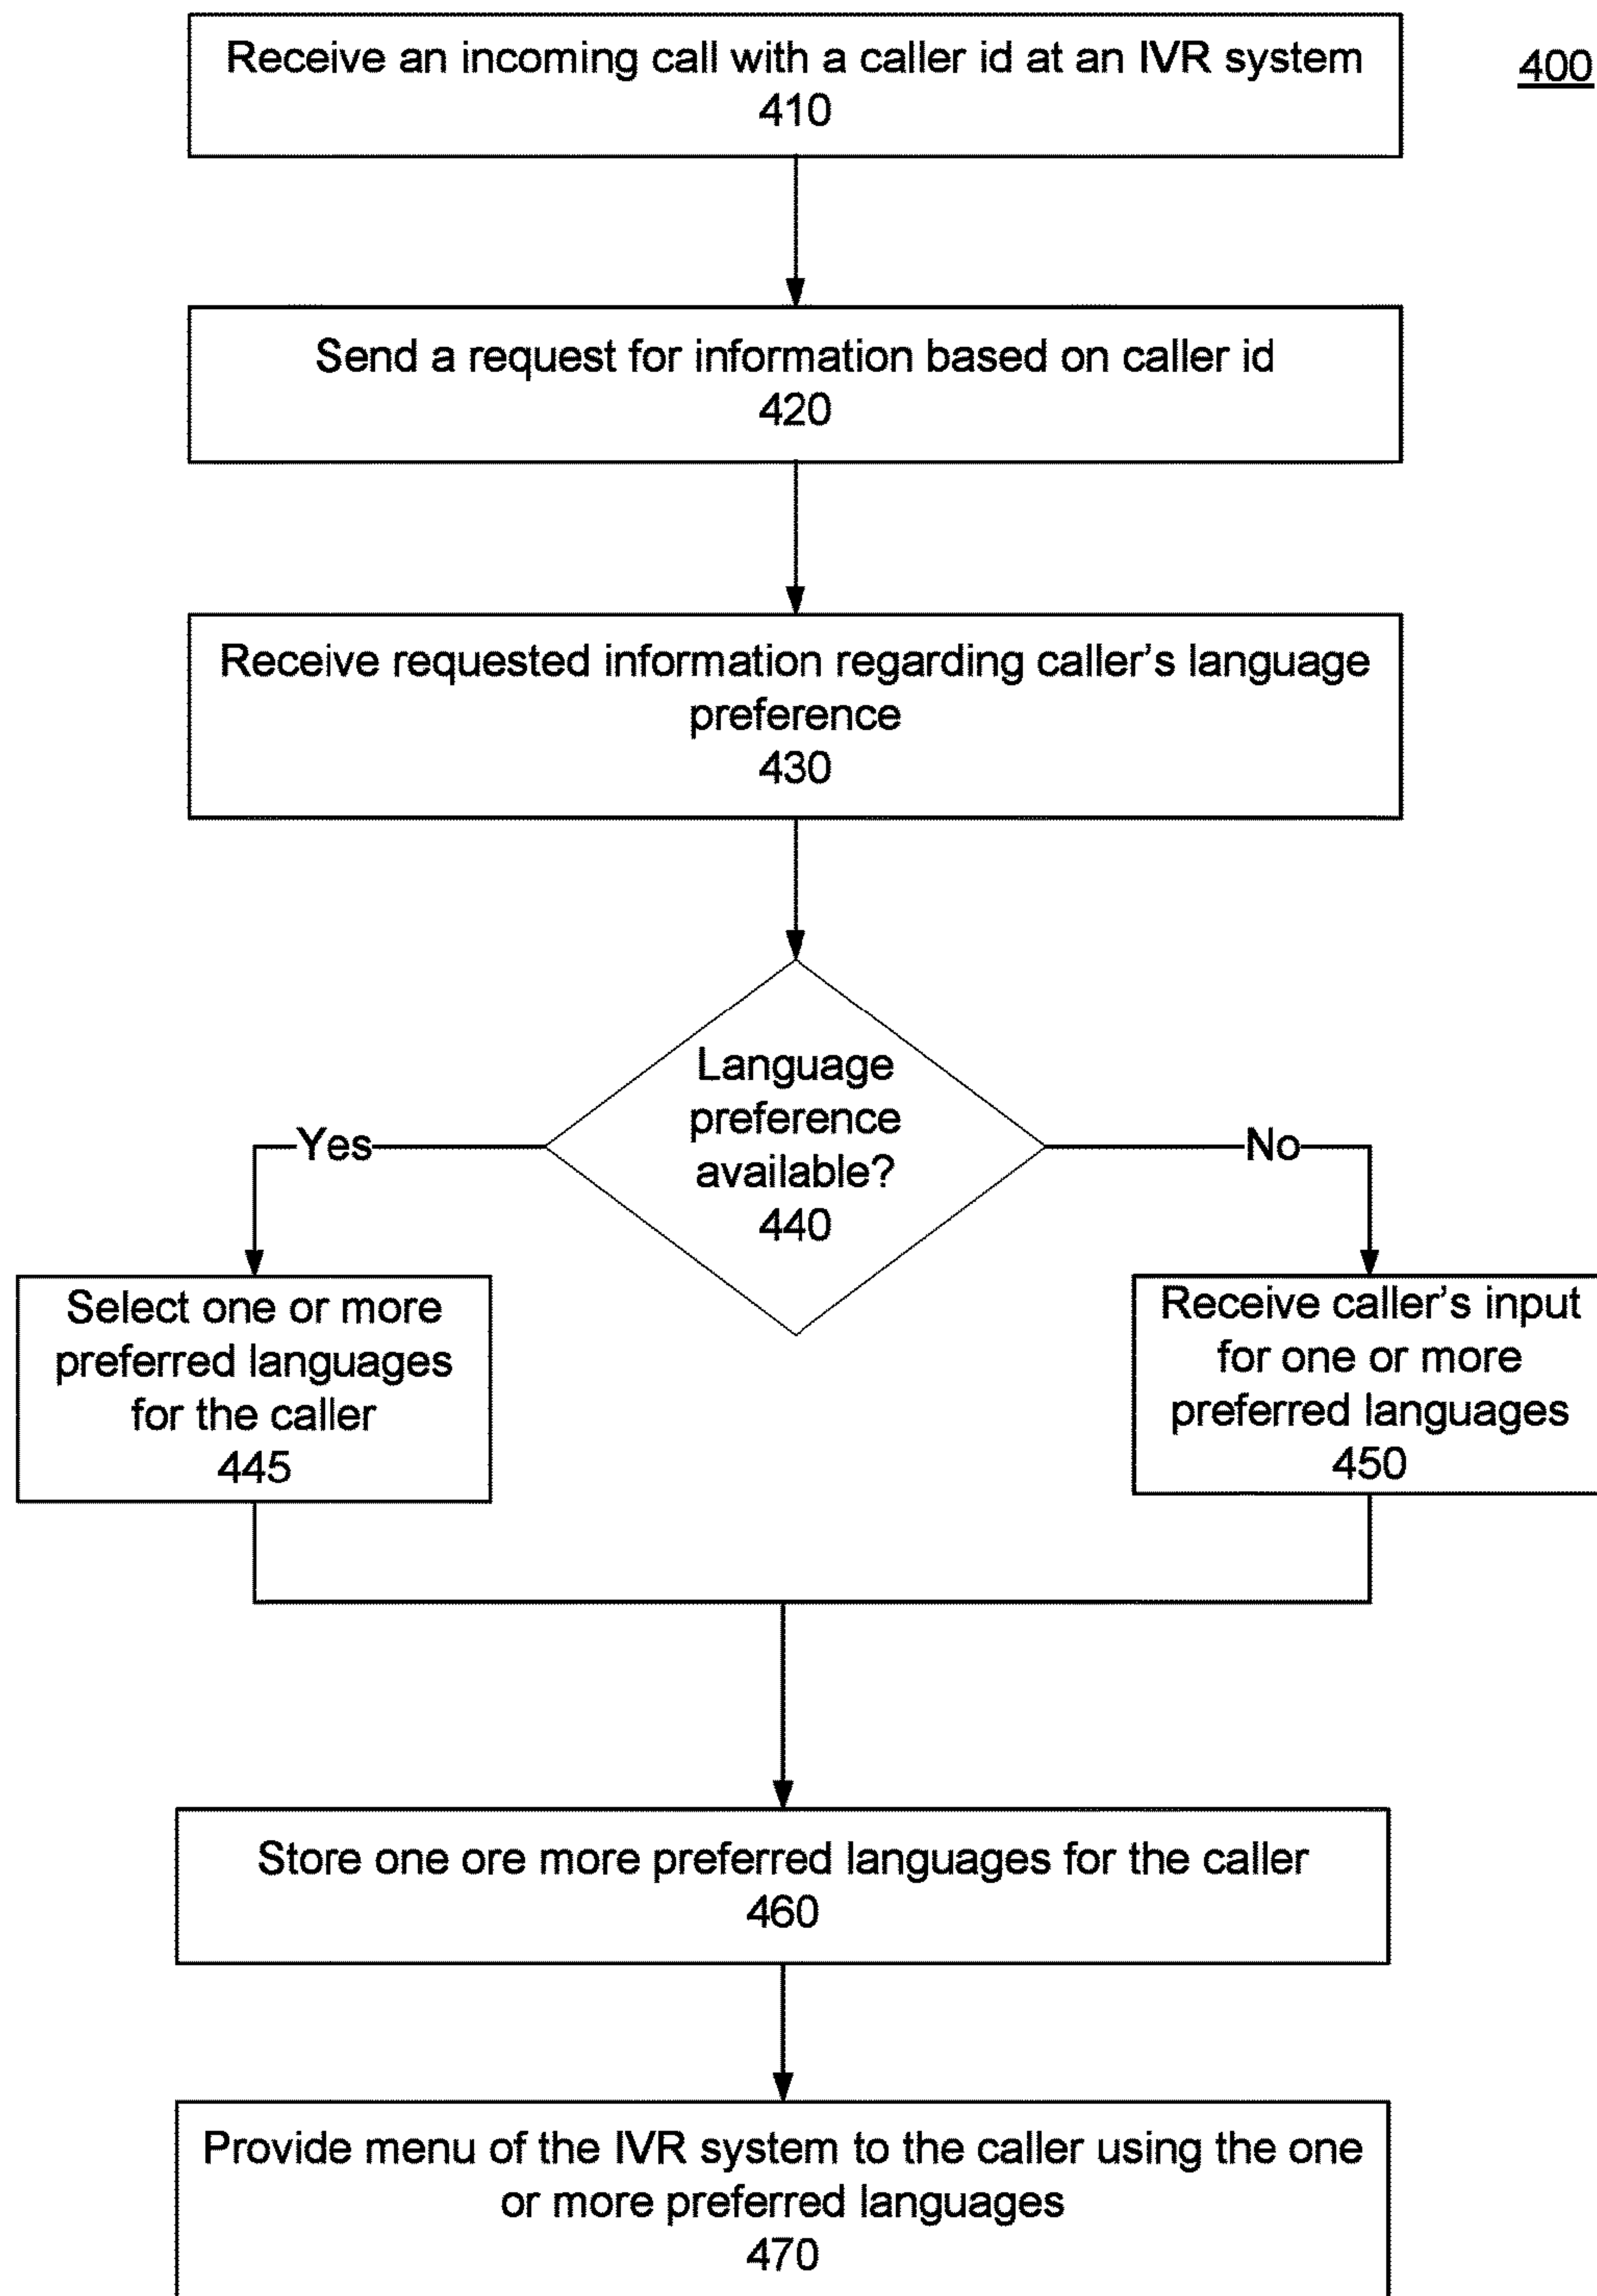 Receive an incoming call with a caller id at an IVR system
410
400
Send a request for information based on caller id
420
Receive requested information regarding caller's language
preference
430
Language
preference
available?
440
Yes
No
Select one or more
preferred languages
for the caller
445
Receive caller's input
for one or more
preferred languages
450
Store one ore more preferred languages for the caller
460
Provide menu of the IVR system to the caller using the one
or more preferred languages
470